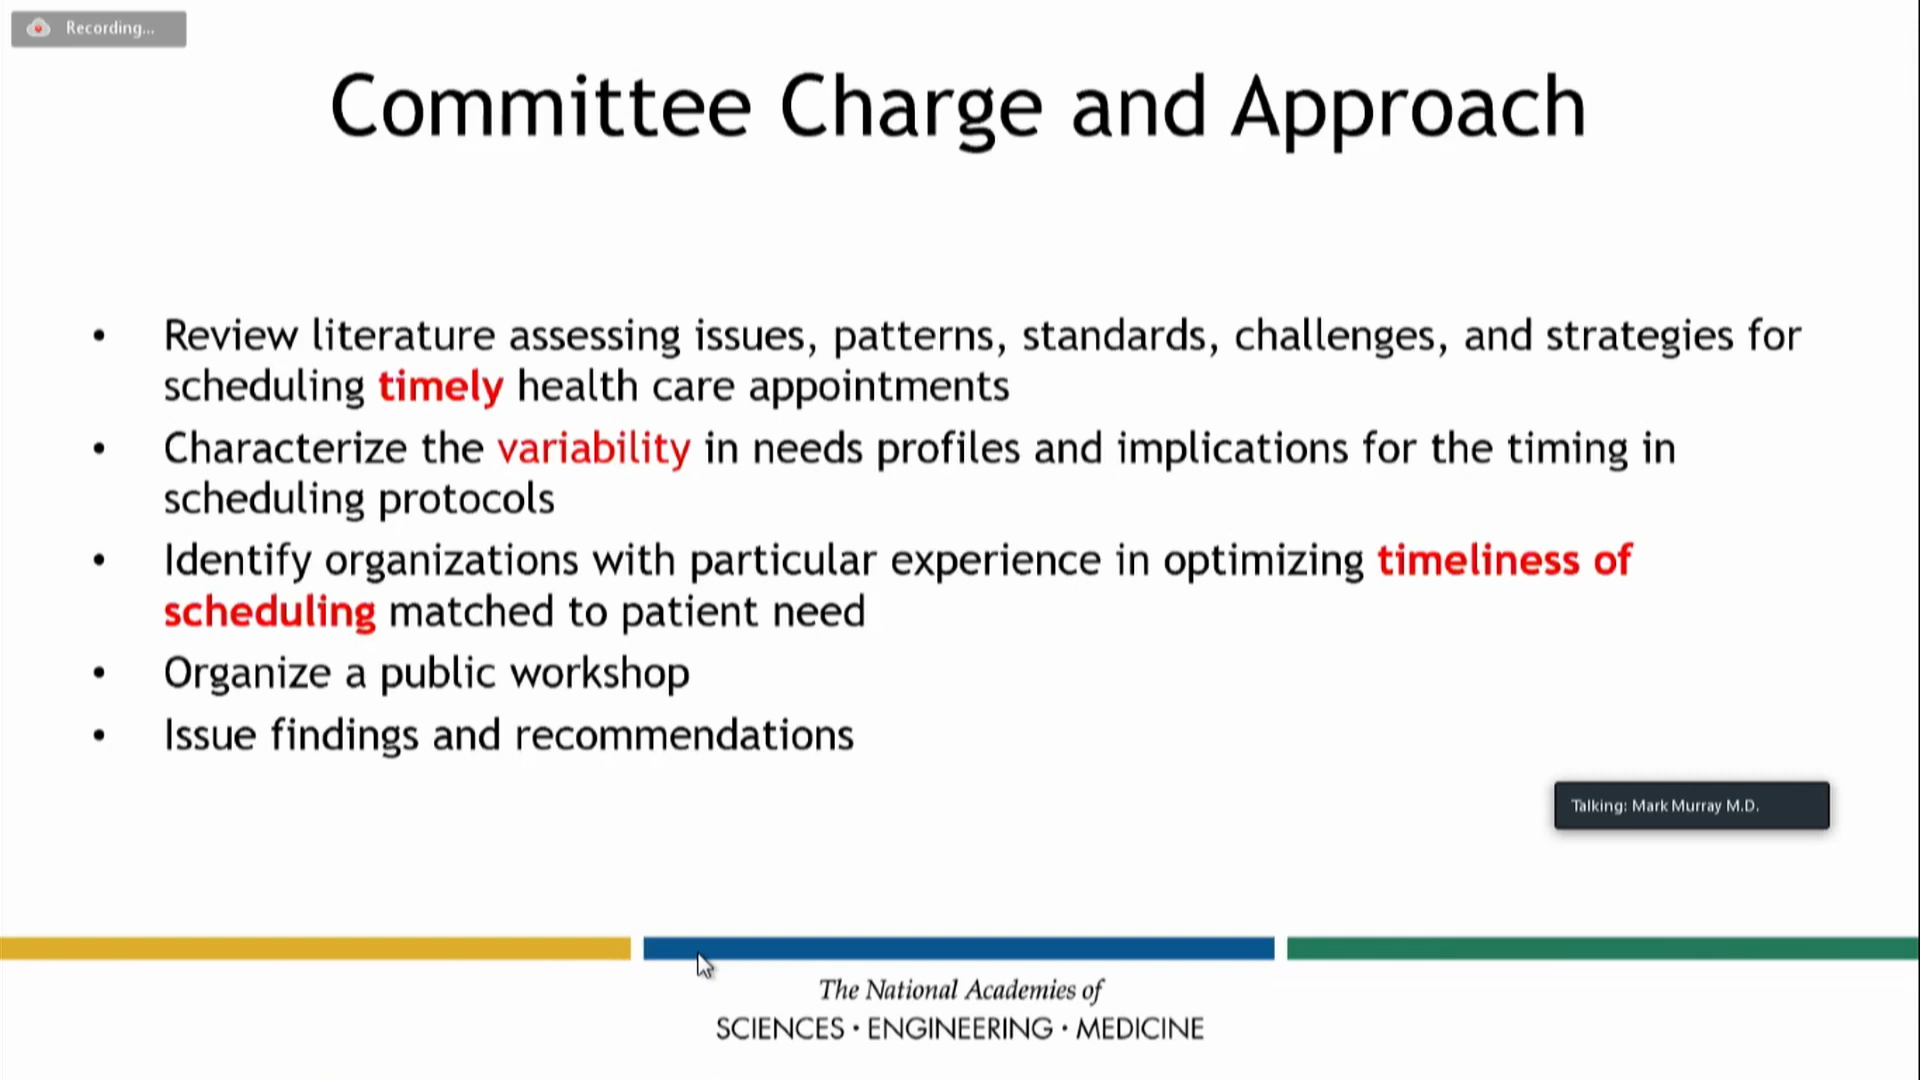 Recording...
Committee Charge and Approach
• Review literature assessing issues, patterns, standards, challenges, and strategies for
scheduling timely health care appointments
• Characterize the variability in needs profiles and implications for the timing in
scheduling protocols
• Identify organizations with particular experience in optimizing timeliness of
scheduling matched to patient need
• Organize a public workshop
• Issue findings and recommendations
Talking: Mark Murray M.D.
The National Academies of
SCIENCES · ENGINEERING · MEDICINE